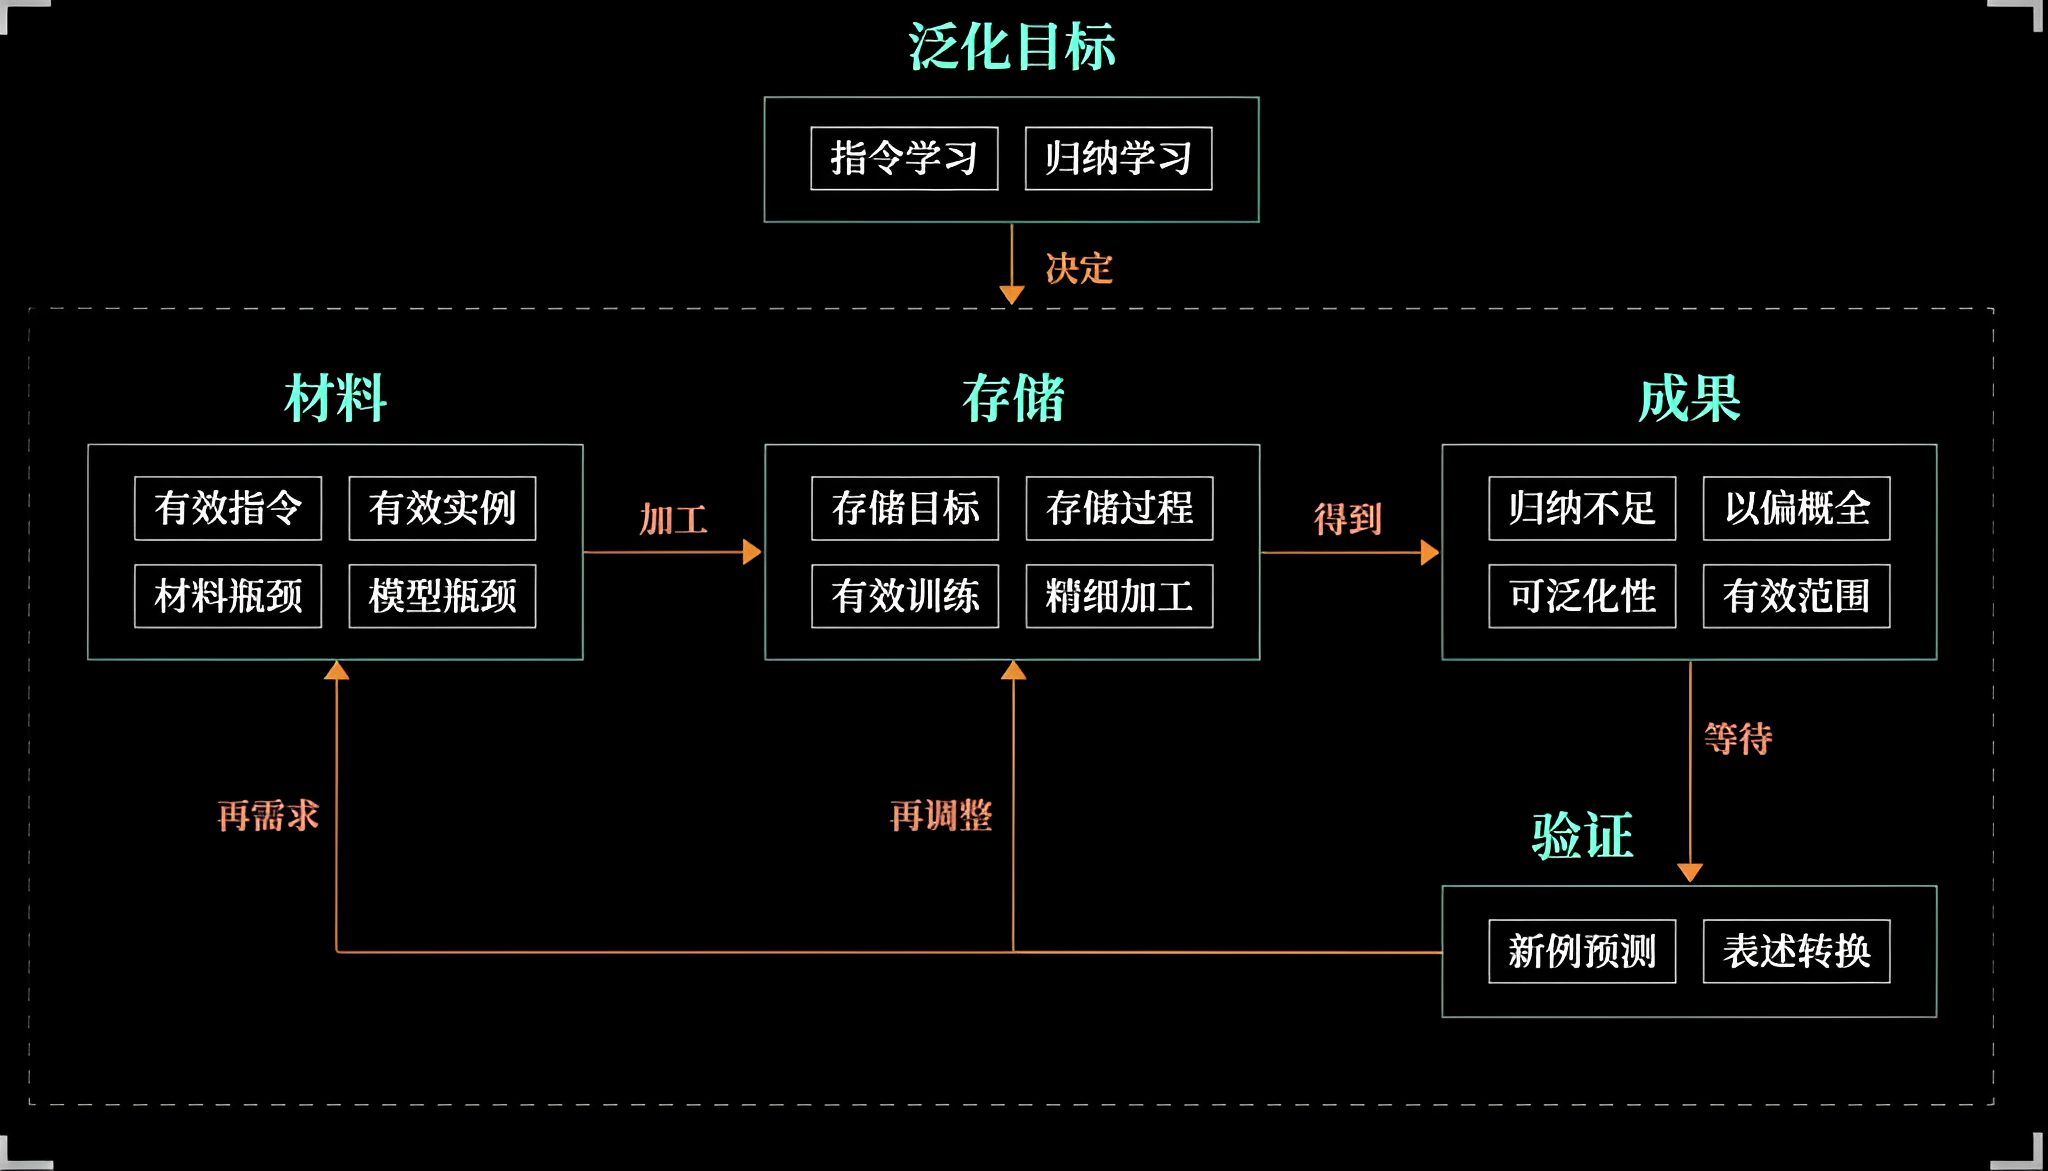 泛化目标
指令学习 归纳学习
决定
材料 存储 成果
有效指令 有效实例 存储目标 存储过程 归纳不足 以偏概全
加工 得到
材料瓶颈 模型瓶颈 有效训练 精细加工 可泛化性 有效范围
等待
再需求 再调整
验证
新例预测 表述转换